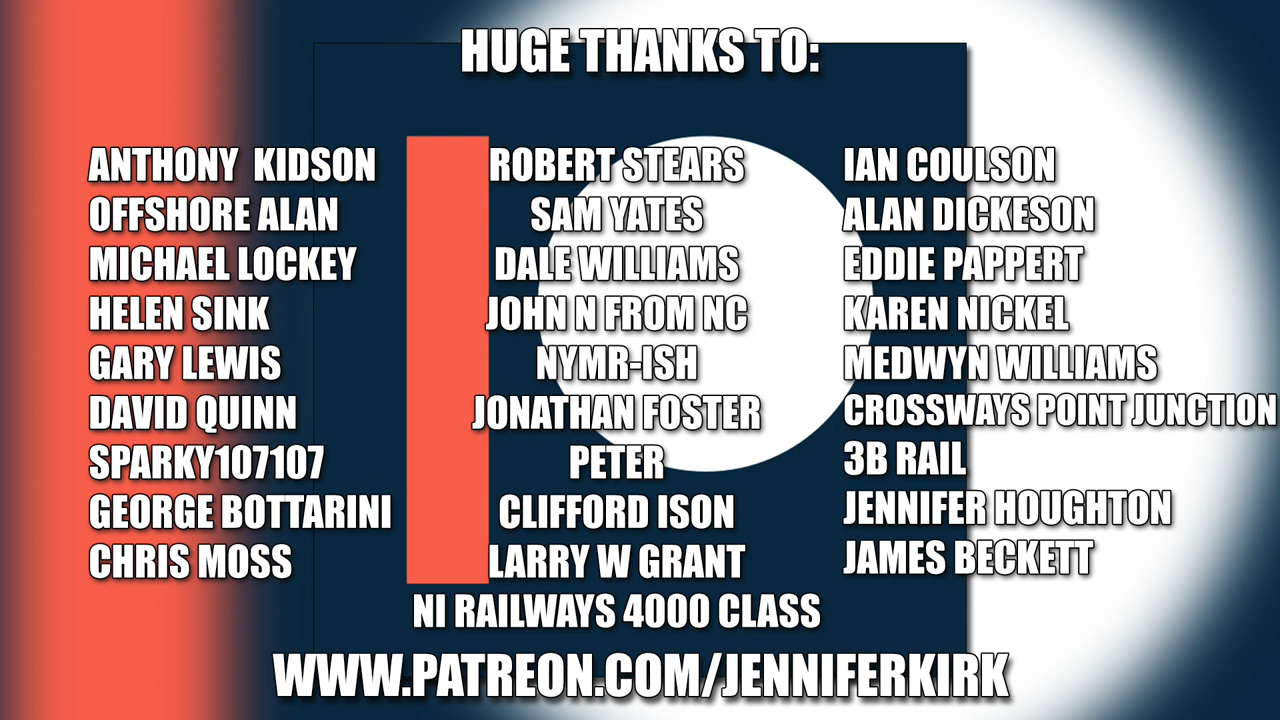 HUGE THANKS TO:
ANTHONY KIDSON
OFFSHORE ALAN
MICHAEL LOCKEY
HELEN SINK
GARY LEWIS
DAVID QUINN
SPARKY107107
GEORGE BOTTARINI
CHRIS MOSS
ROBERT STEARS
SAM YATES
DALE WILLIAMS
JOHN N FROM NC
NYMR-ISH
JONATHAN FOSTER
PETER
CLIFFORD ISON
LARRY W GRANT
NI RAILWAYS 4000 CLASS
IAN COULSON
ALAN DICKESON
EDDIE PAPPERT
KAREN NICKEL
MEDWYN WILLIAMS
CROSSWAYS POINT JUNCTION
3B RAIL
JENNIFER HOUGHTON
JAMES BECKETT
WWW.PATREON.COM/JENNIFERKIRK